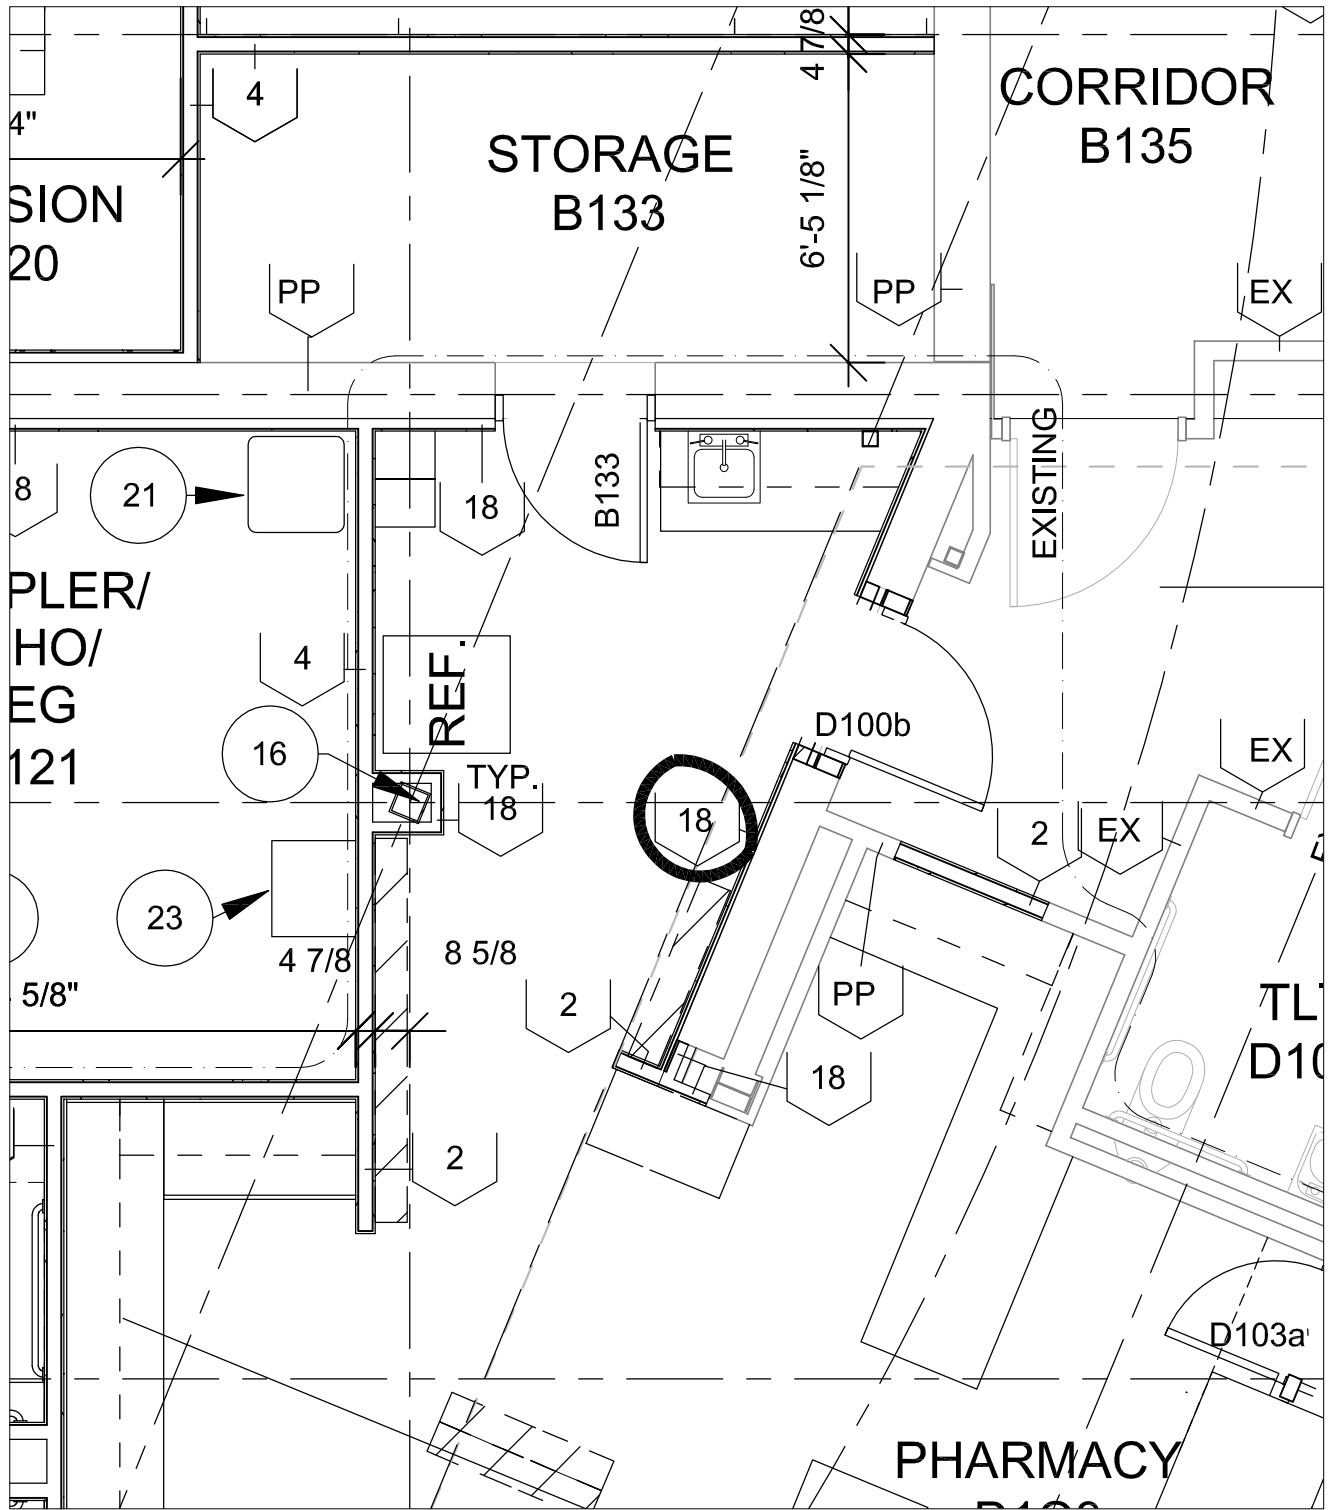 4 7/8
4
CORRIDOR
B135
4"
STORAGE
B133
6'-5 1/8"
SION
20
PP
PP
EX
EXISTING
8
21
18
B133
PLER/
HO/
EG
121
4
REF.
D100b
16
TYP.
18
18
2
EX
EX
23
4 7/8
8 5/8
5/8"
2
PP
TL
D10
18
2
D103a
PHARMACY